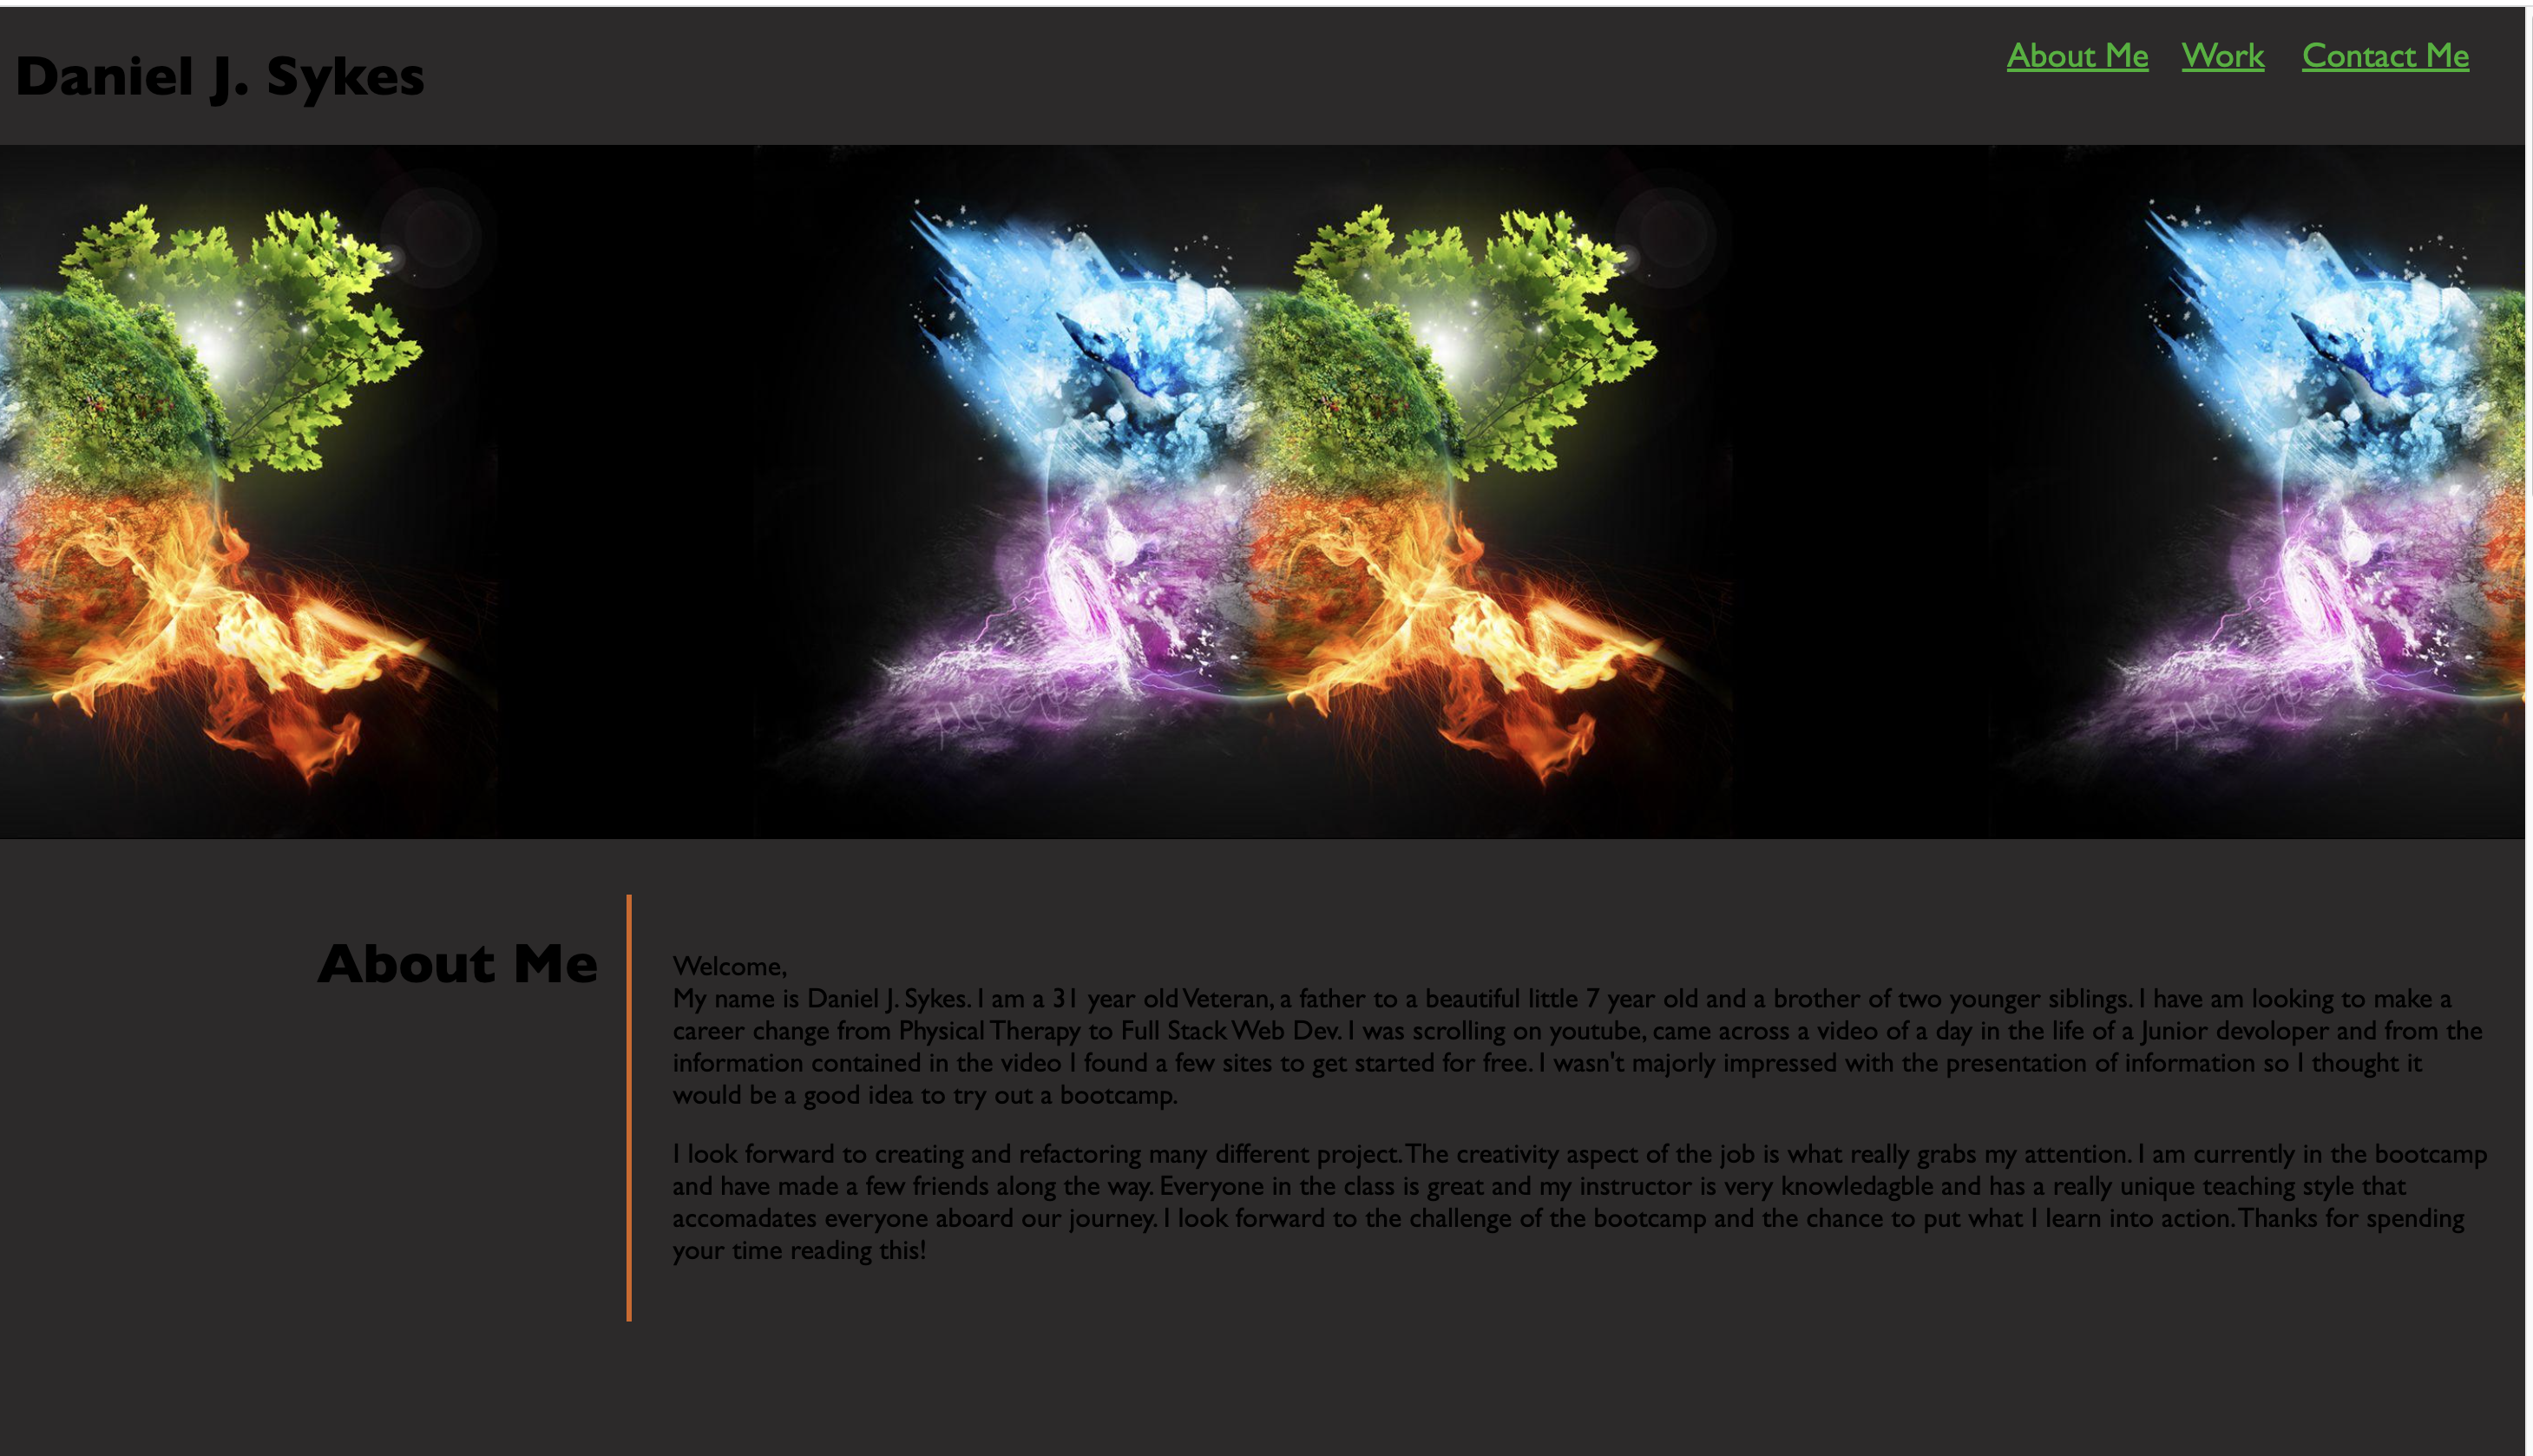 Daniel J. Sykes
About Me Work Contact Me
About Me
Welcome,
My name is Daniel J. Sykes. I am a 31 year old Veteran, a father to a beautiful little 7 year old and a brother of two younger siblings. I have am looking to make a
career change from Physical Therapy to Full Stack Web Dev. I was scrolling on youtube, came across a video of a day in the life of a Junior devoloper and from the
information contained in the video I found a few sites to get started for free. I wasn't majorly impressed with the presentation of information so I thought it
would be a good idea to try out a bootcamp.
I look forward to creating and refactoring many different project. The creativity aspect of the job is what really grabs my attention. I am currently in the bootcamp
and have made a few friends along the way. Everyone in the class is great and my instructor is very knowledagble and has a really unique teaching style that
accomadates everyone aboard our journey. I look forward to the challenge of the bootcamp and the chance to put what I learn into action. Thanks for spending
your time reading this!